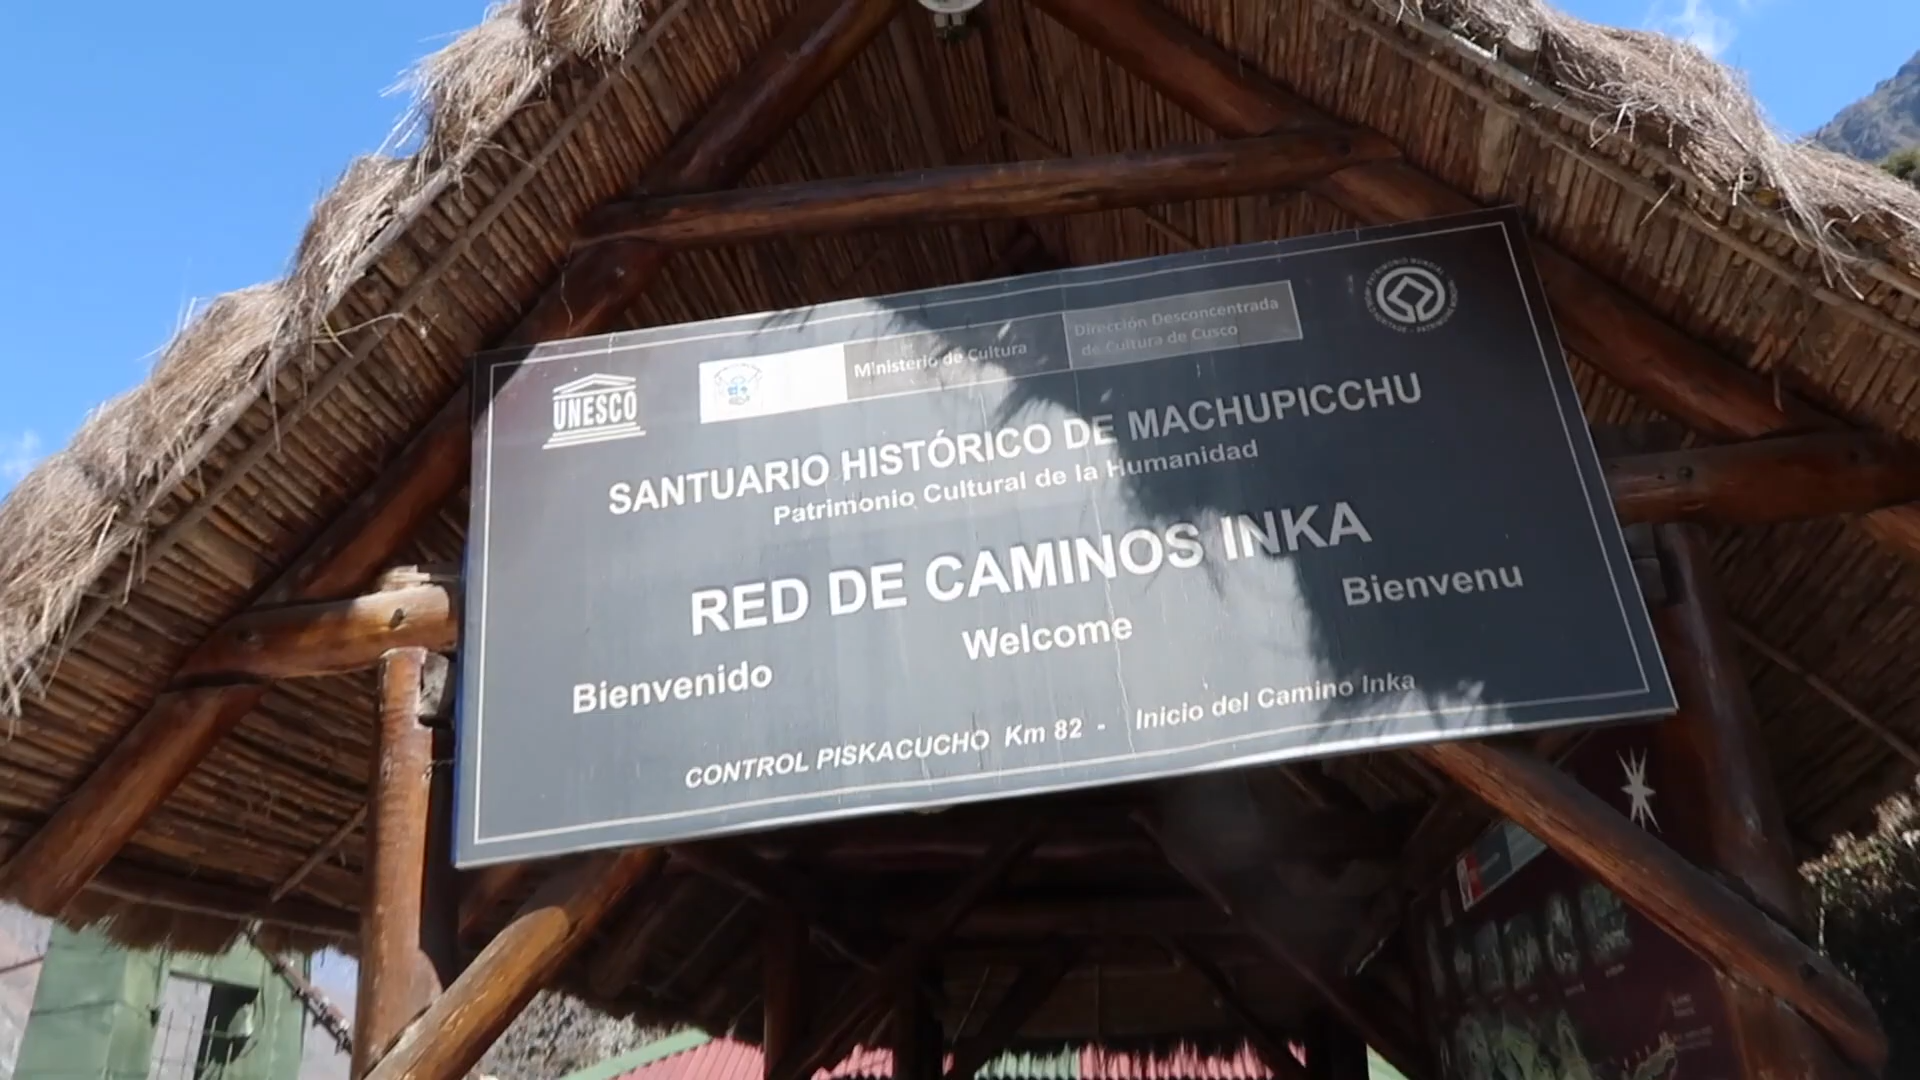 UNESCO
Ministerio de Cultura
Dirección Desconcentrada
de Cultura de Cusco
SANTUARIO HISTÓRICO DE MACHUPICCHU
Patrimonio Cultural de la Humanidad
RED DE CAMINOS INKA
Bienvenido
Welcome
Bienvenu
CONTROL PISKACUCHO Km 82 - Inicio del Camino Inka